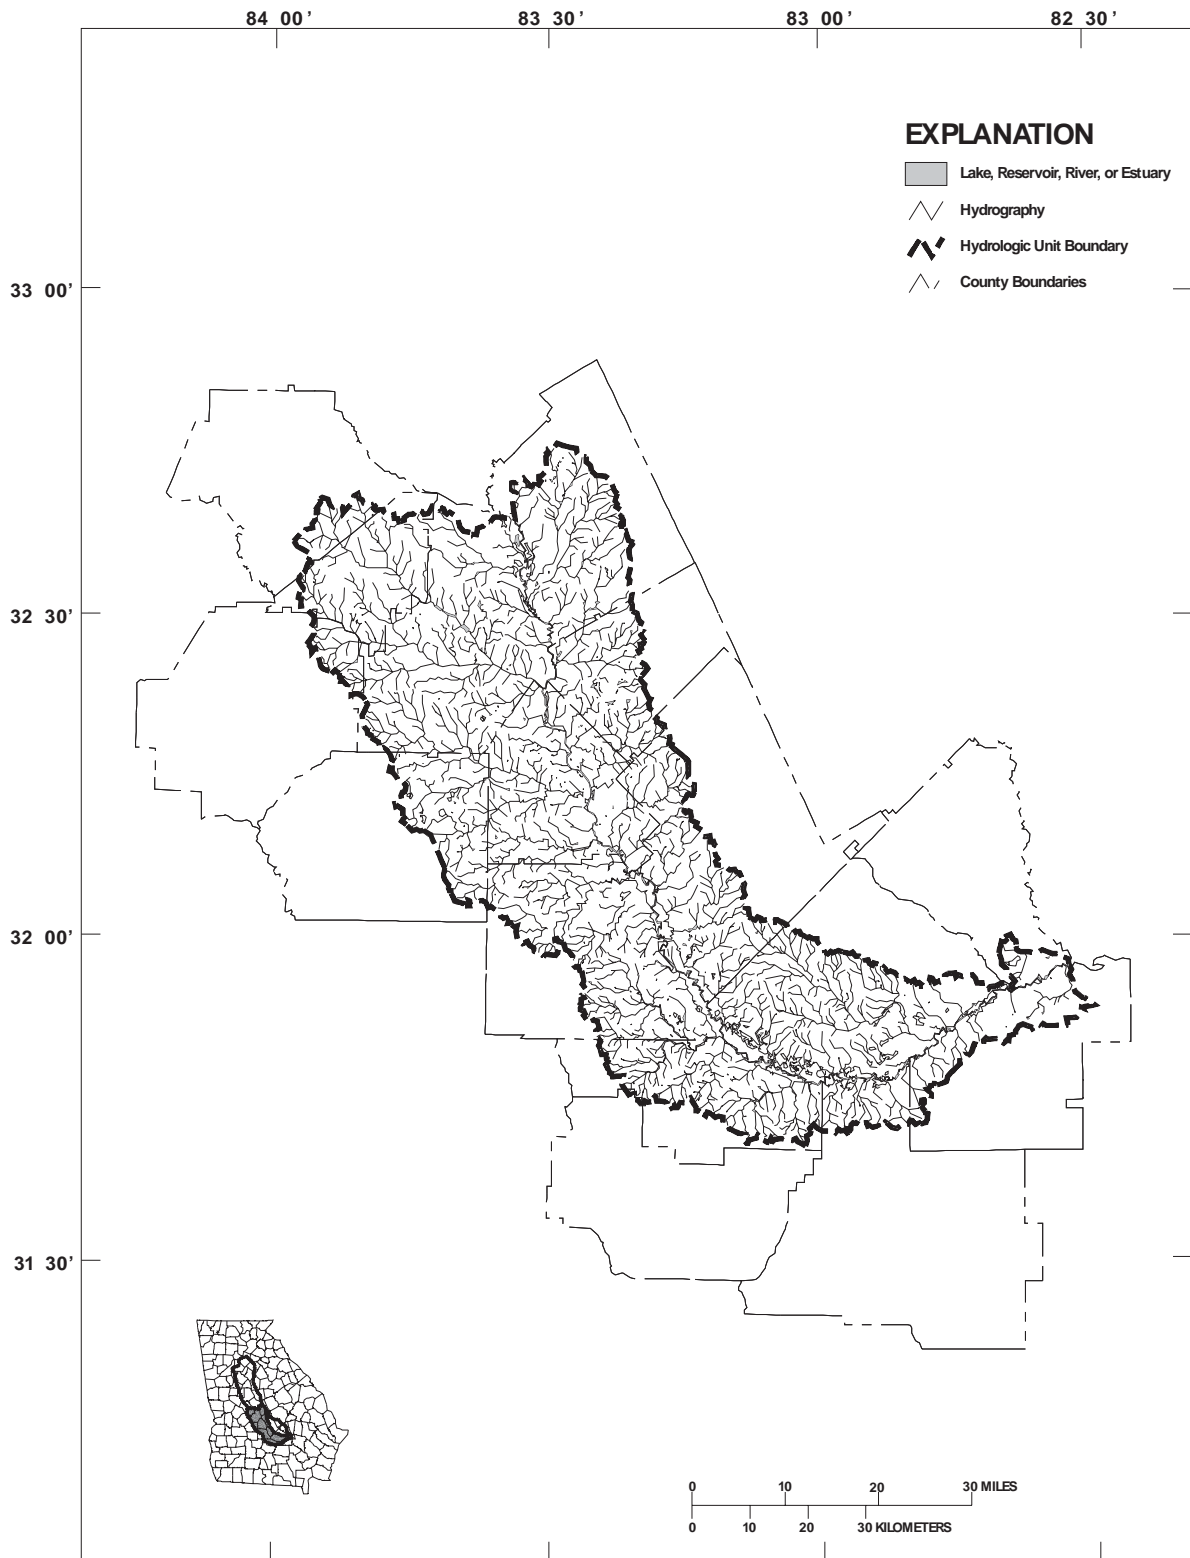 84 00' 83 30' 83 00' 82 30'
EXPLANATION
Lake, Reservoir, River, or Estuary
Hydrography
Hydrologic Unit Boundary
County Boundaries
33 00'
32 30'
32 00'
31 30'
0 10 20 30 MILES
0 10 20 30 KILOMETERS